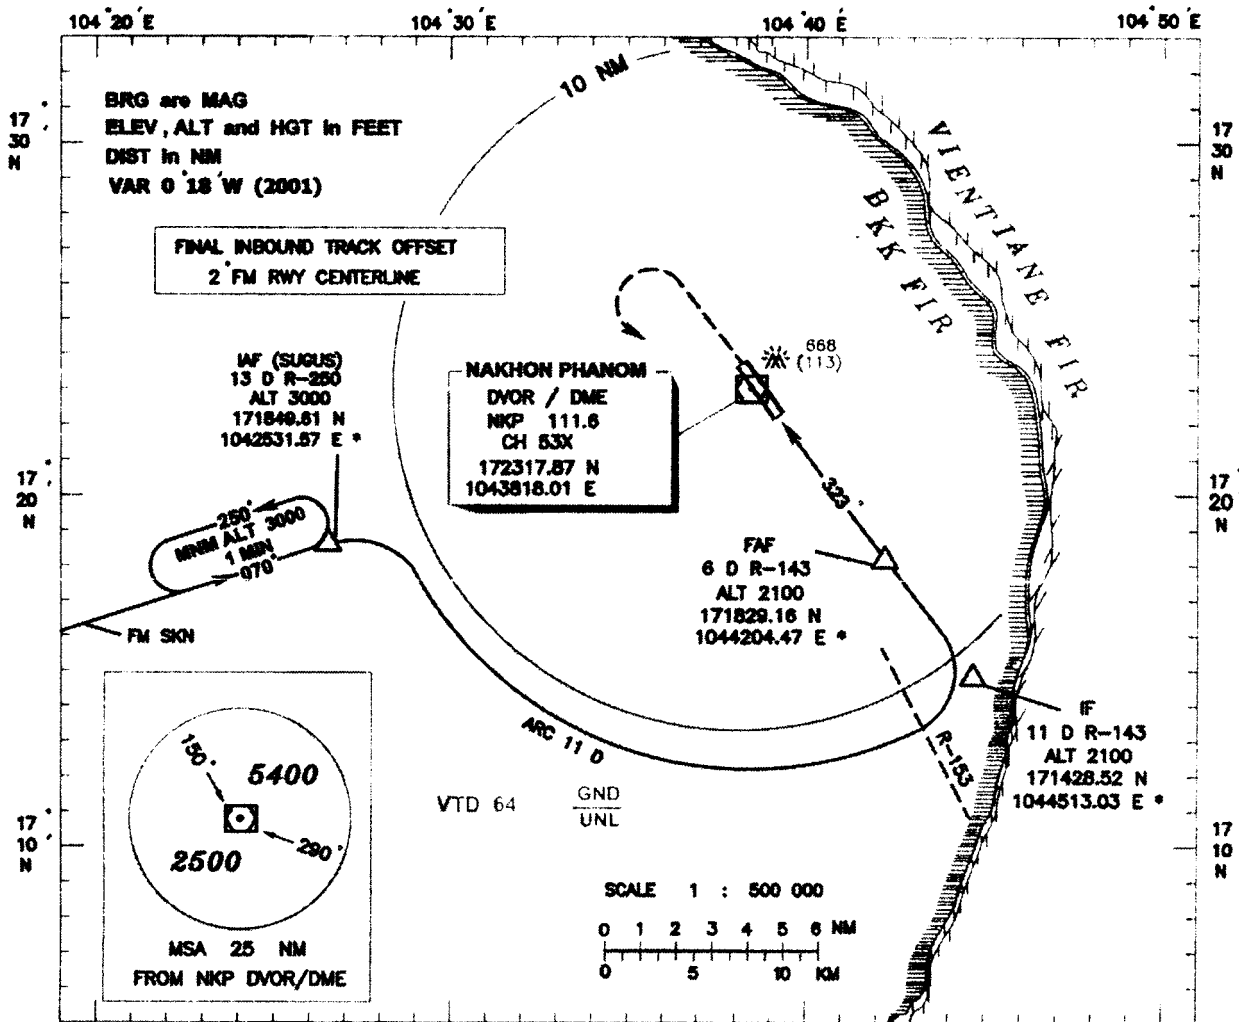 104°20'E
104°30'E
104°40'E
104°50'E
10 NM
BRG are MAG
ELEV, ALT and HGT in FEET
DIST in NM
VAR 0°18'W (2001)
17°
30'
N
17°
30'
N
VIENTIANE FIR
BKK FIR
FINAL INBOUND TRACK OFFSET
2° FM RWY CENTERLINE
IAF (SUGUS)
13 D R-250
ALT 3000
171849.61 N
1042531.57 E *
668
(113)
NAKHON PHANOM
DVOR / DME
NKP 111.6
CH 53X
172317.87 N
1043818.01 E
17°
20'
N
17°
20'
N
250°
MNM ALT 3000
1 MIN
070°
FM SKN
323°
FAF
6 D R-143
ALT 2100
171829.16 N
1044204.47 E *
IF
11 D R-143
ALT 2100
171428.52 N
1044513.03 E *
R-153
ARC 11 D
VTD 64
GND
UNL
17°
10'
N
17°
10
N
150°
5400
2500
290°
MSA 25 NM
FROM NKP DVOR/DME
SCALE 1 : 500 000
0 1 2 3 4 5 6 NM
0 5 10 KM